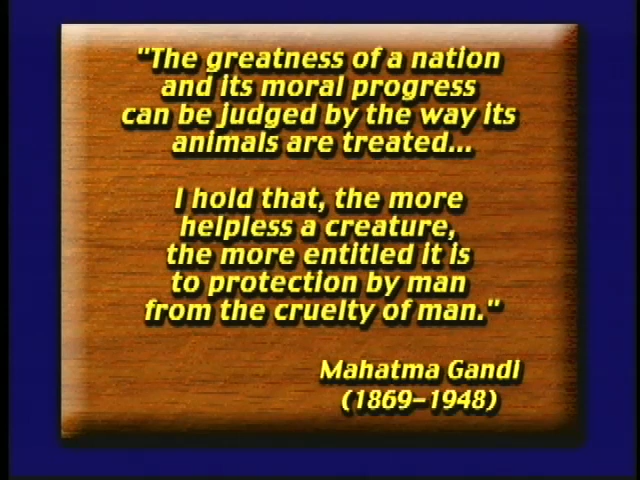 "The greatness of a nation
and its moral progress
can be judged by the way its
animals are treated...
I hold that, the more
helpless a creature,
the more entitled it is
to protection by man
from the cruelty of man."
Mahatma Gandi
(1869-1948)